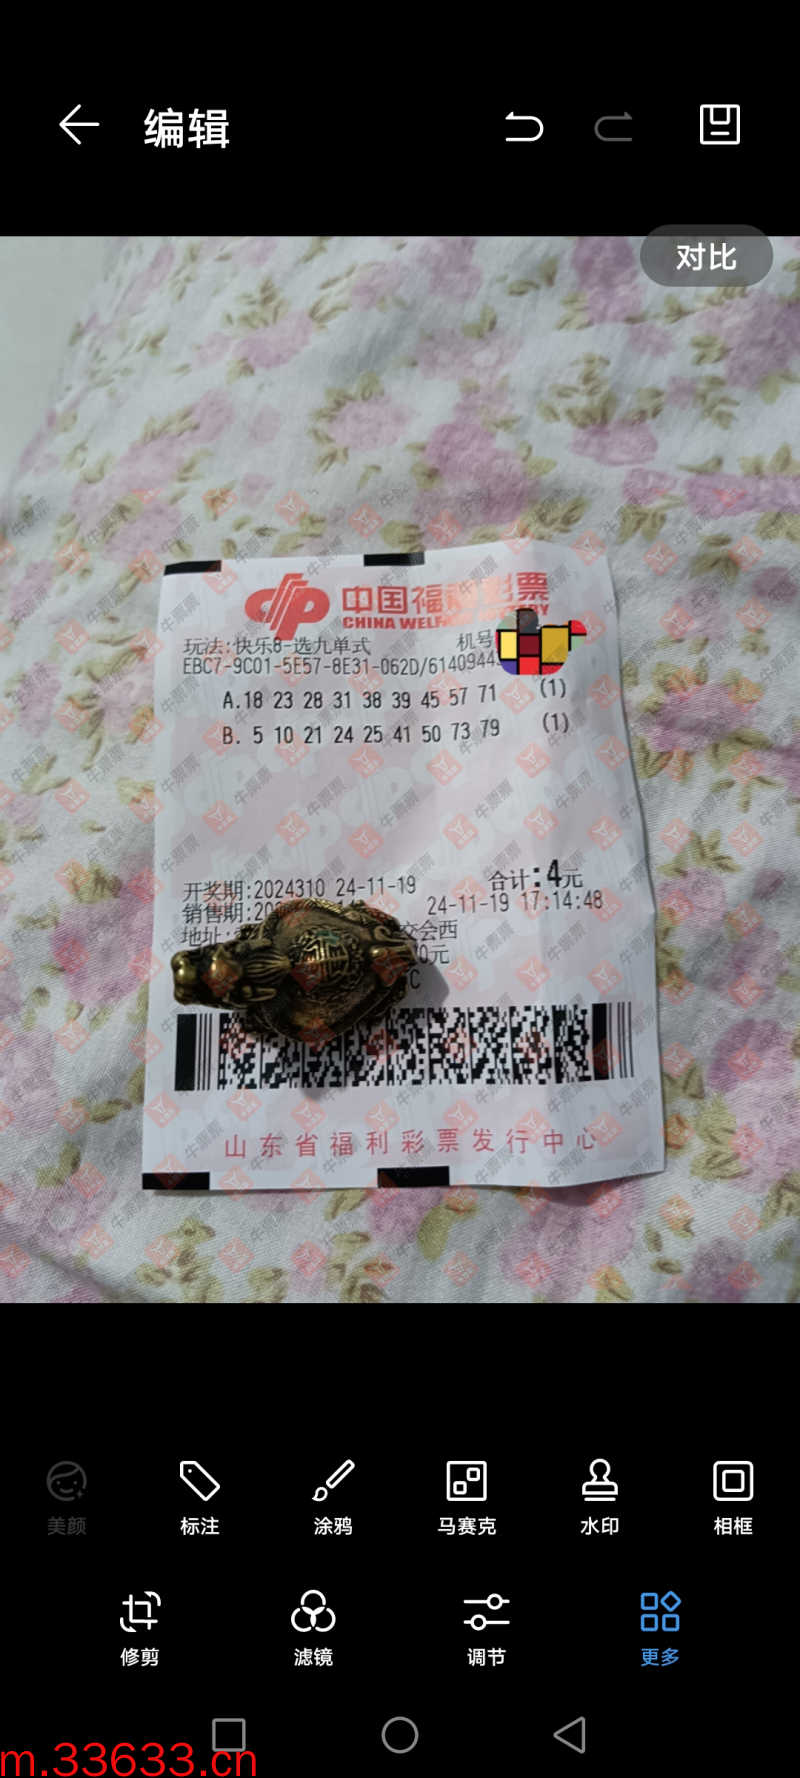 编辑
对比
中国福 彩票
CHINA WELF
玩法:快乐8-选九单式 机号
EBC7-9C01-5E57-8E31-062D/6140944
A.18 23 28 31 38 39 45 57 71 (1)
B. 5 10 21 24 25 41 50 73 79 (1)
开奖期:2024310 24-11-19 合计:4元
销售期:20 24-11-19 17:14:48
地址: 交会西
0元
C
山东省福利彩票发行中心
牛票票
美颜 标注 涂鸦 马赛克 水印 相框
修剪 滤镜 调节 更多
m.33633.cn